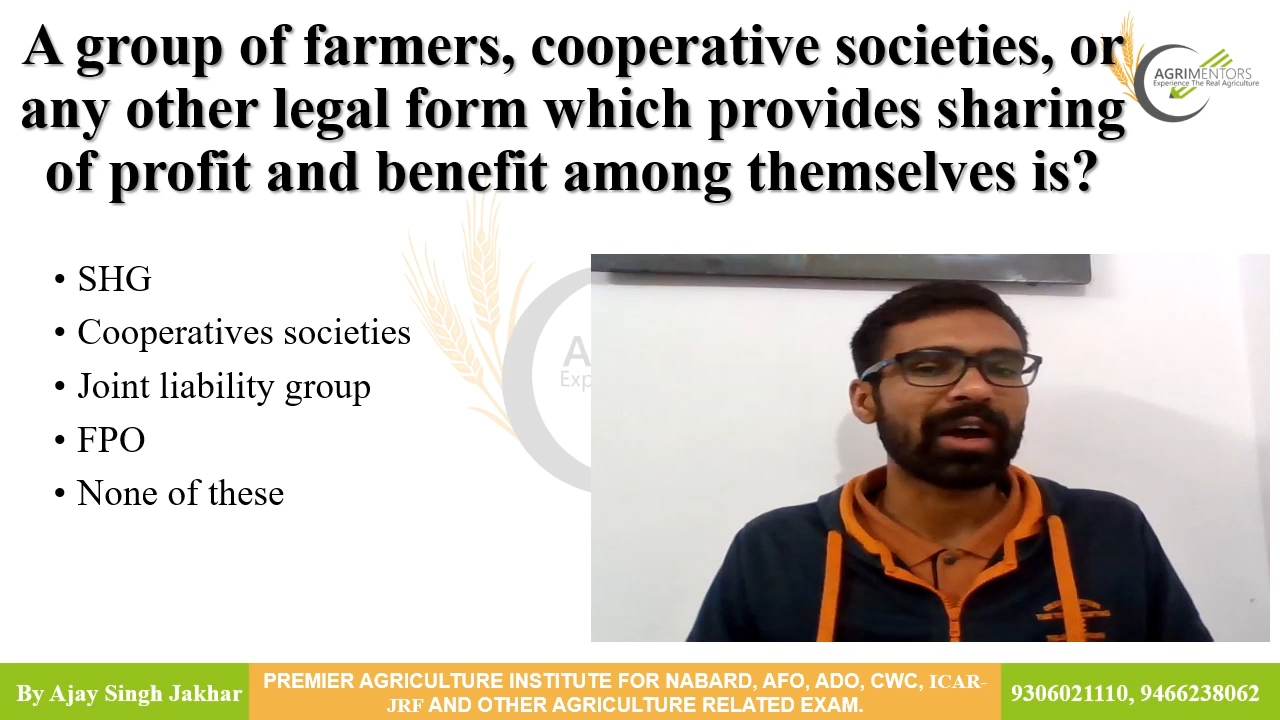 A group of farmers, cooperative societies, or
any other legal form which provides sharing
of profit and benefit among themselves is?
AGRIMENTORS
Experience The Real Agriculture
• SHG
• Cooperatives societies
• Joint liability group
• FPO
• None of these
A
Exp
By Ajay Singh Jakhar
PREMIER AGRICULTURE INSTITUTE FOR NABARD, AFO, ADO, CWC, ICAR-
JRF AND OTHER AGRICULTURE RELATED EXAM.
9306021110, 9466238062